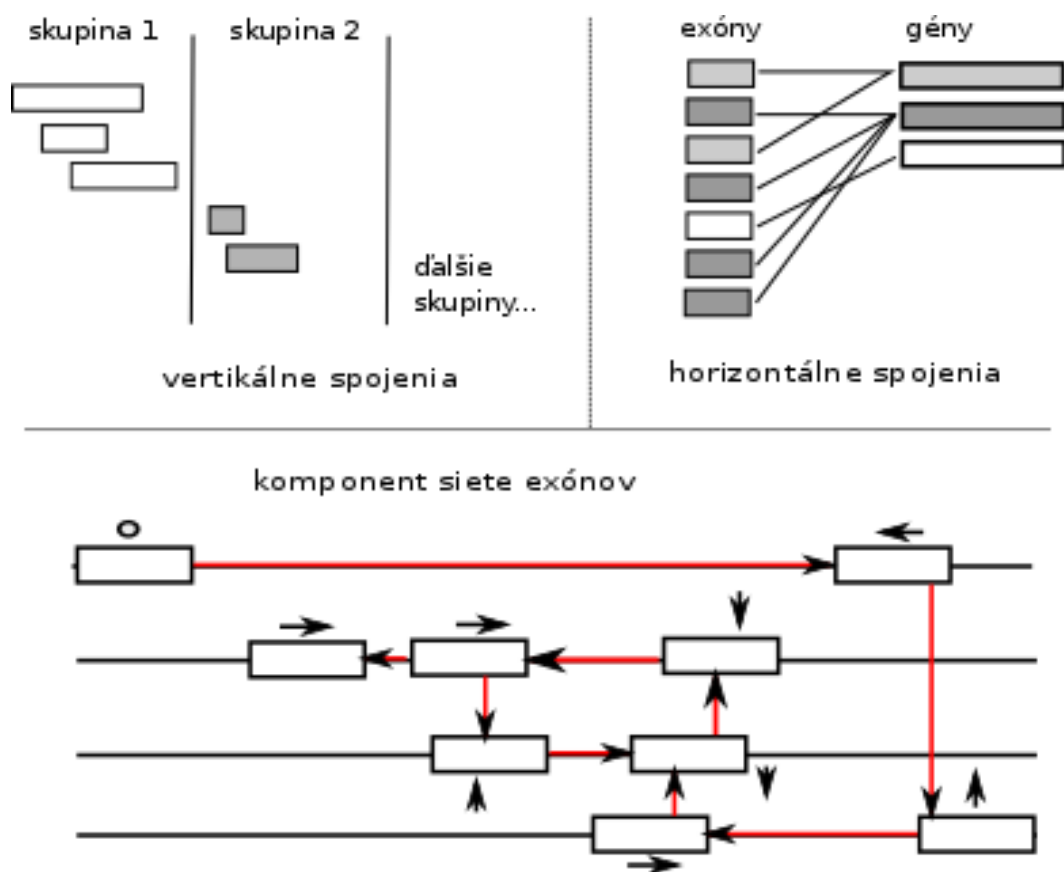 skupina 1
skupina 2
ďalšie
skupiny...
vertikálne spojenia
exóny
gény
horizontálne spojenia
komponent siete exónov